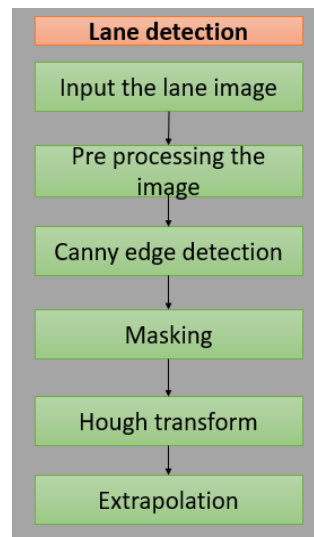 Lane detection
Input the lane image
Pre processing the
image
Canny edge detection
Masking
Hough transform
Extrapolation